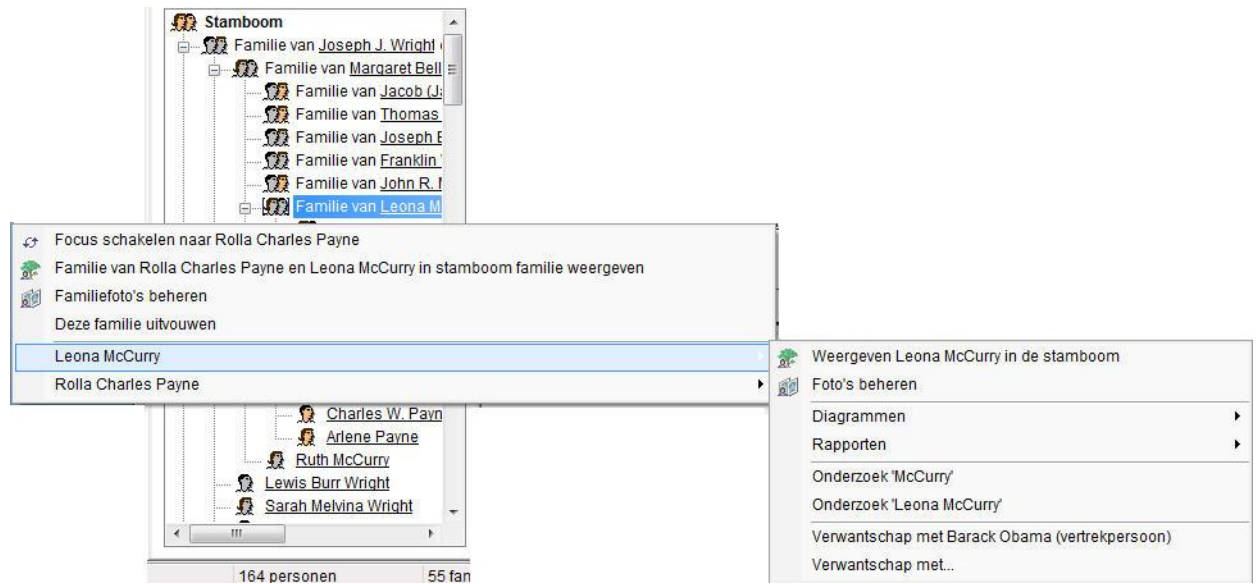 Stamboom
Familie van Joseph J. Wright
Familie van Margaret Bell
Familie van Jacob
Familie van Thomas
Familie van Joseph
Familie van Franklin
Familie van John R.
Familie van Leona
Focus schakelen naar Rolla Charles Payne
Familie van Rolla Charles Payne en Leona McCurry in stamboom familie weergeven
Familiefoto's beheren
Deze familie uitvouwen
Leona McCurry
Rolla Charles Payne
Weergeven Leona McCurry in de stamboom
Foto's beheren
Diagrammen
Rapporten
Onderzoek 'McCurry'
Onderzoek 'Leona McCurry'
Verwantschap met Barack Obama (vertrekpersoon)
Verwantschap met...
Charles W. Payn
Arlene Payne
Ruth McCurry
Lewis Burr Wright
Sarah Melvina Wright
164 personen
55 fan